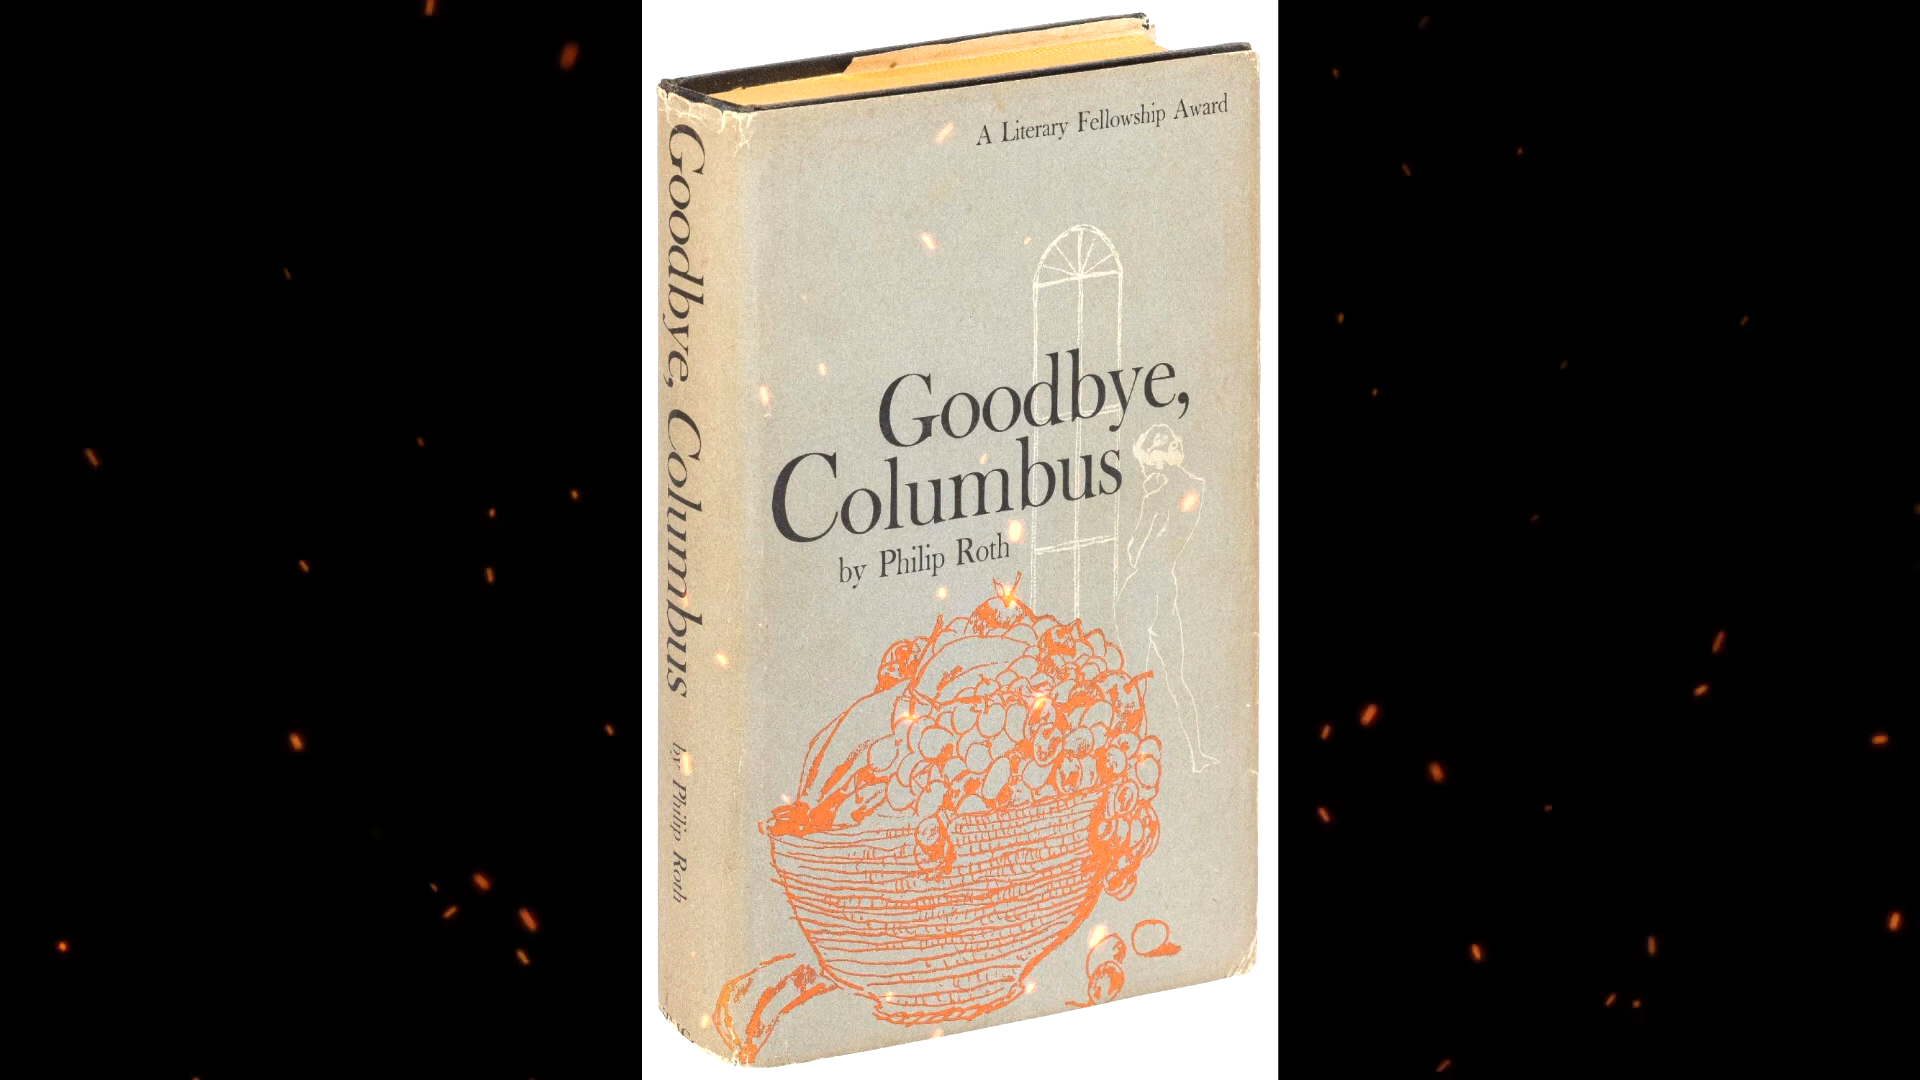 A Literary Fellowship Award
Goodbye,
Columbus
by Philip Roth
Goodbye, Columbus by Philip Roth